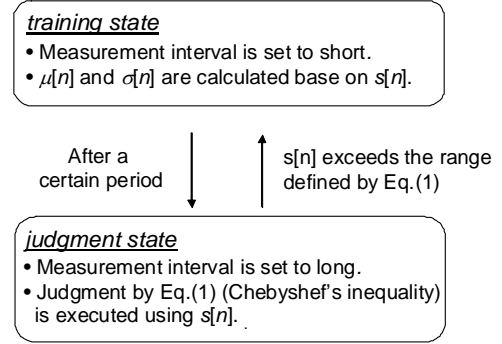 training state
• Measurement interval is set to short.
• μ[n] and σ[n] are calculated base on s[n].
After a
certain period
s[n] exceeds the range
defined by Eq.(1)
judgment state
• Measurement interval is set to long.
• Judgment by Eq.(1) (Chebyshef's inequality)
is executed using s[n].